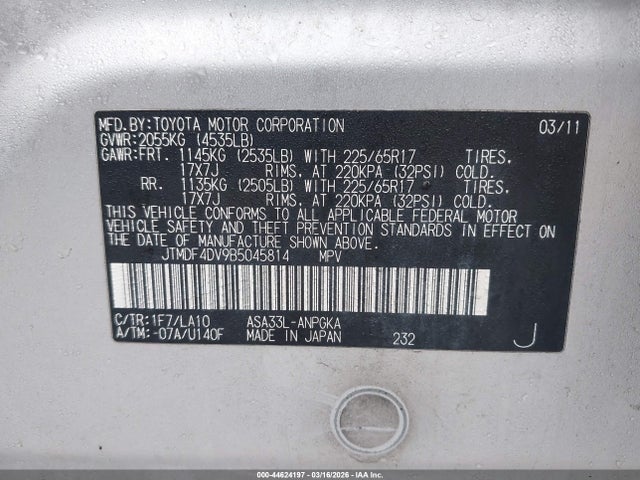 MFD.BY:TOYOTA MOTOR CORPORATION 03/11
GVWR:2055KG (4535LB)
GAWR:FRT. 1145KG (2535LB) WITH 225/65R17 TIRES,
17X7J RIMS, AT 220KPA (32PSI) COLD.
RR. 1135KG (2505LB) WITH 225/65R17 TIRES,
17X7J RIMS, AT 220KPA (32PSI) COLD.
THIS VEHICLE CONFORMS TO ALL APPLICABLE FEDERAL MOTOR
VEHICLE SAFETY AND THEFT PREVENTION STANDARDS IN EFFECT ON
THE DATE OF MANUFACTURE SHOWN ABOVE.
JTMDF4DV9B5045814 MPV
C/TR:1F7/LA10 ASA33L-ANPGKA
A/TM:-07A/U140F MADE IN JAPAN 232 J
000-44624197 - 03/16/2026 - IAA Inc.